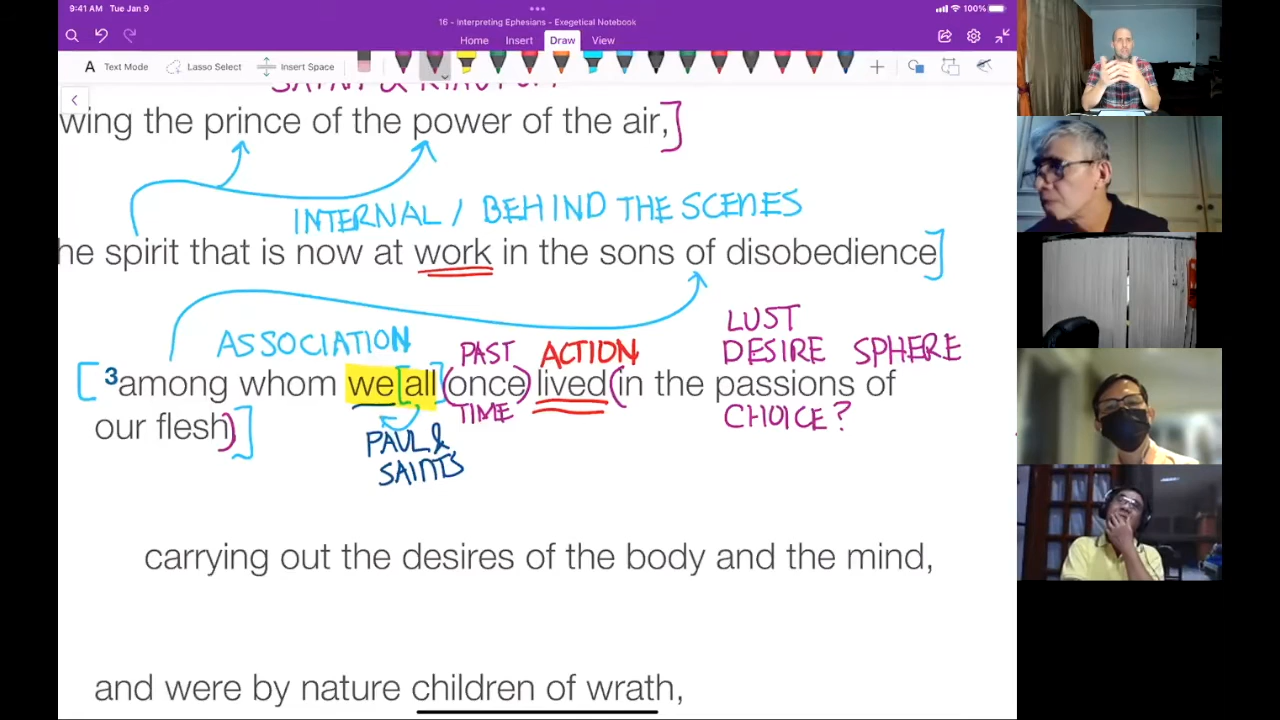 9:41 AM Tue Jan 9
100%
16 - Interpreting Ephesians - Exegetical Notebook
Home Insert Draw View
Text Mode Lasso Select Insert Space
wing the prince of the power of the air,]
INTERNAL / BEHIND THE SCENES
he spirit that is now at work in the sons of disobedience]
LUST
ASSOCIATION PAST ACTION DESIRE SPHERE
[ ³among whom we [all] (once) lived (in the passions of
TIME CHOICE?
our flesh)]
PAUL &
SAINTS
carrying out the desires of the body and the mind,
and were by nature children of wrath,